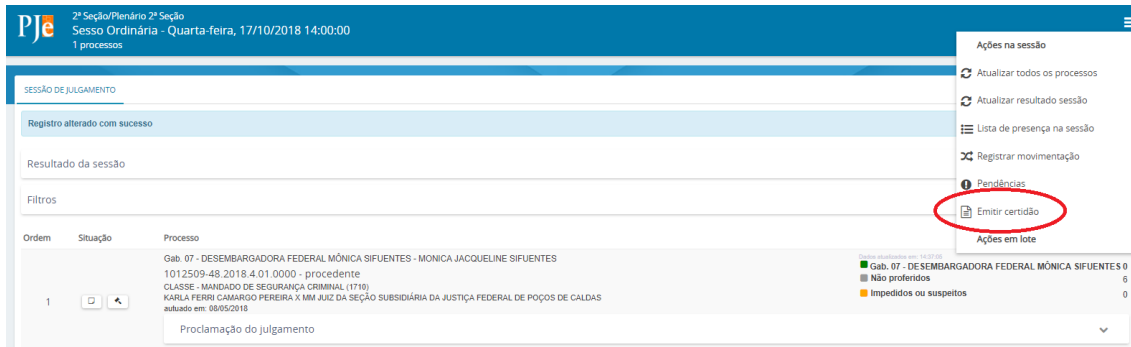 PJe
2ª Seção/Plenário 2ª Seção
Sesso Ordinária - Quarta-feira, 17/10/2018 14:00:00
1 processos
Ações na sessão
Atualizar todos os processos
Atualizar resultado sessão
Lista de presença na sessão
Registrar movimentação
Pendências
Emitir certidão
Ações em lote
SESSÃO DE JULGAMENTO
Registro alterado com sucesso
Resultado da sessão
Filtros
Ordem Situação Processo
Gab. 07 - DESEMBARGADORA FEDERAL MÔNICA SIFUENTES - MONICA JACQUELINE SIFUENTES
1012509-48.2018.4.01.0000 - procedente
CLASSE - MANDADO DE SEGURANÇA CRIMINAL (1710)
1 KARLA FERRI CAMARGO PEREIRA X MM JUIZ DA SEÇÃO SUBSIDIÁRIA DA JUSTIÇA FEDERAL DE POÇOS DE CALDAS
autuado em: 08/05/2018
Proclamação do julgamento
Dados atualizados em: 14:37:05
Gab. 07 - DESEMBARGADORA FEDERAL MÔNICA SIFUENTES 0
Não proferidos 6
Impedidos ou suspeitos 0